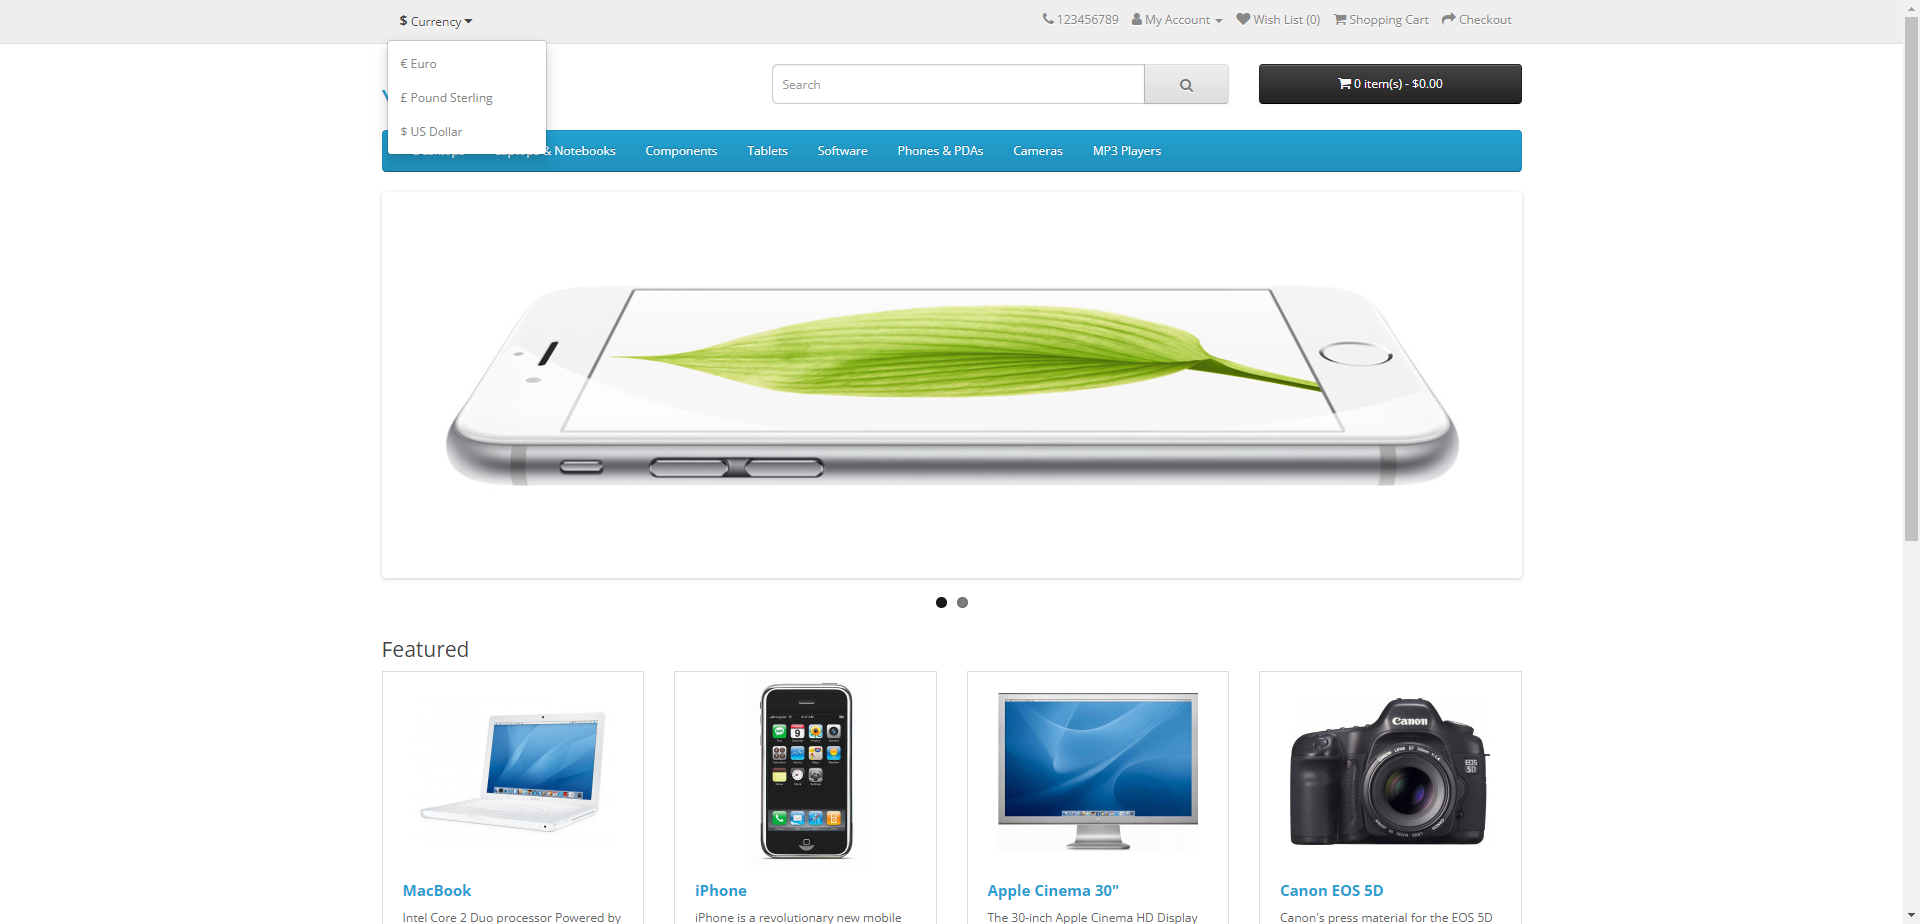 $ Currency
123456789 My Account Wish List (0) Shopping Cart Checkout
€ Euro
£ Pound Sterling
$ US Dollar
Search
0 item(s) - $0.00
& Notebooks Components Tablets Software Phones & PDAs Cameras MP3 Players
Featured
Canon
EOS
5D
MacBook
iPhone
Apple Cinema 30"
Canon EOS 5D
Intel Core 2 Duo processor Powered by
iPhone is a revolutionary new mobile
The 30-inch Apple Cinema HD Display
Canon's press material for the EOS 5D